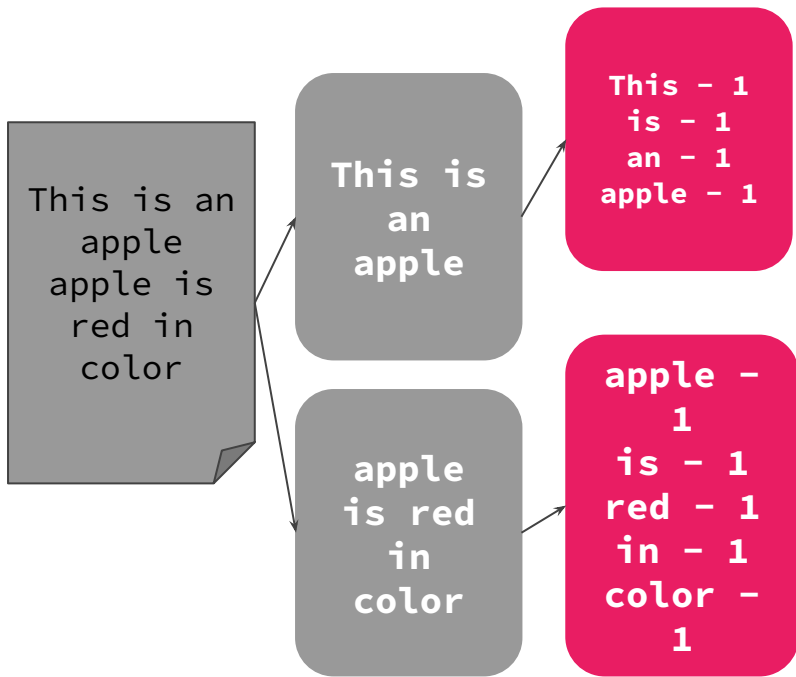 This is an
apple
apple is
red in
color
This is
an
apple
This - 1
is - 1
an - 1
apple - 1
apple
is red
in
color
apple -
1
is - 1
red - 1
in - 1
color -
1